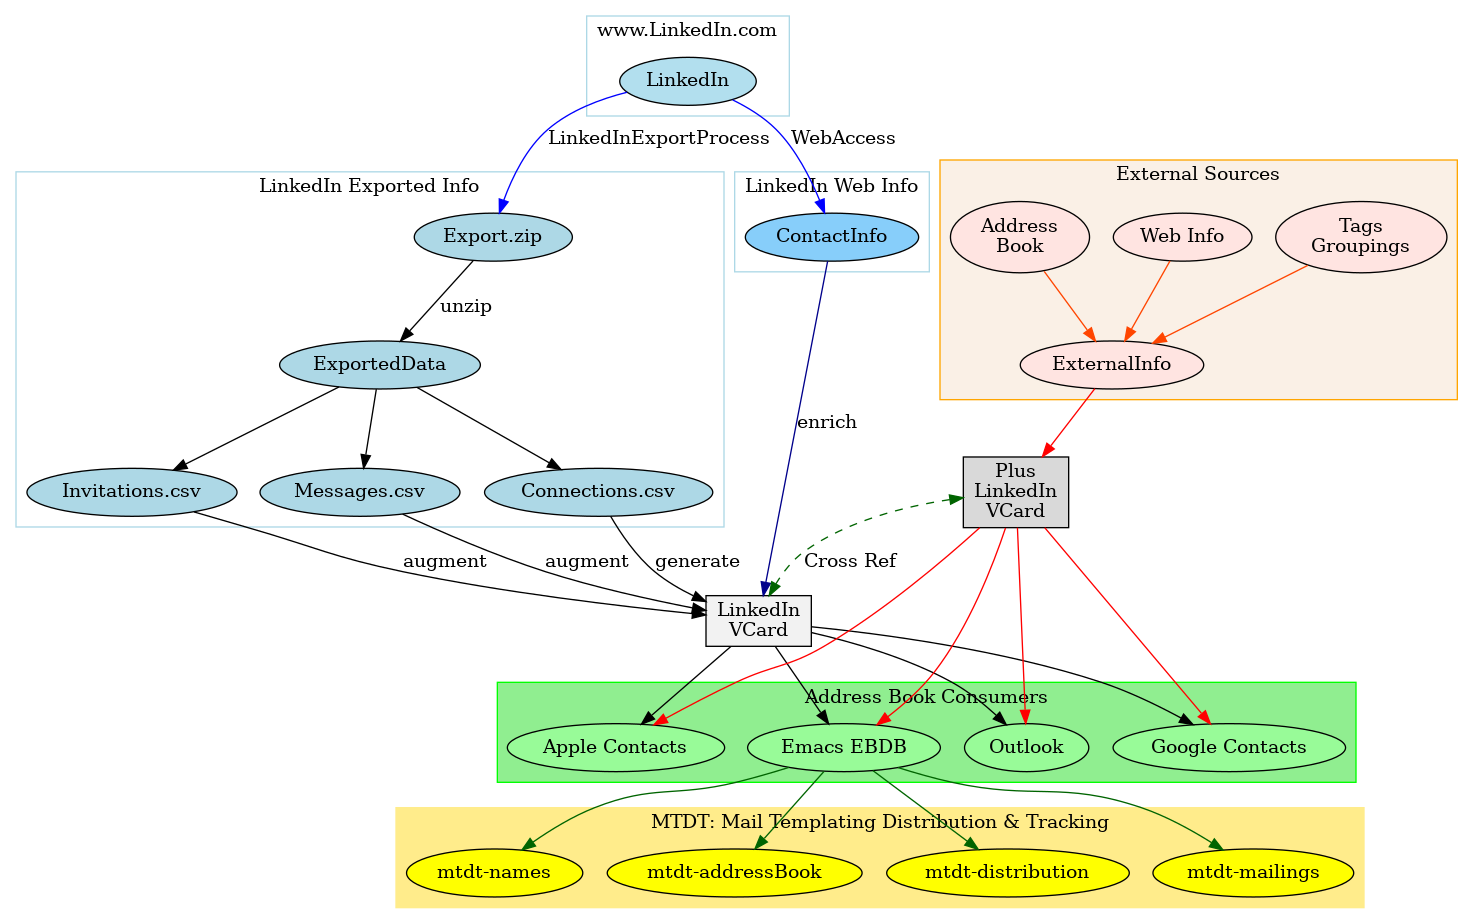 www.LinkedIn.com
LinkedIn
LinkedInExportProcess
WebAccess
LinkedIn Exported Info
LinkedIn Web Info
External Sources
Export.zip
ContactInfo
Address
Book
Web Info
Tags
Groupings
unzip
ExportedData
ExternalInfo
enrich
Invitations.csv
Messages.csv
Connections.csv
Plus
LinkedIn
VCard
augment
augment
generate
Cross Ref
LinkedIn
VCard
Address Book Consumers
Apple Contacts
Emacs EBDB
Outlook
Google Contacts
MTDT: Mail Templating Distribution & Tracking
mtdt-names
mtdt-addressBook
mtdt-distribution
mtdt-mailings